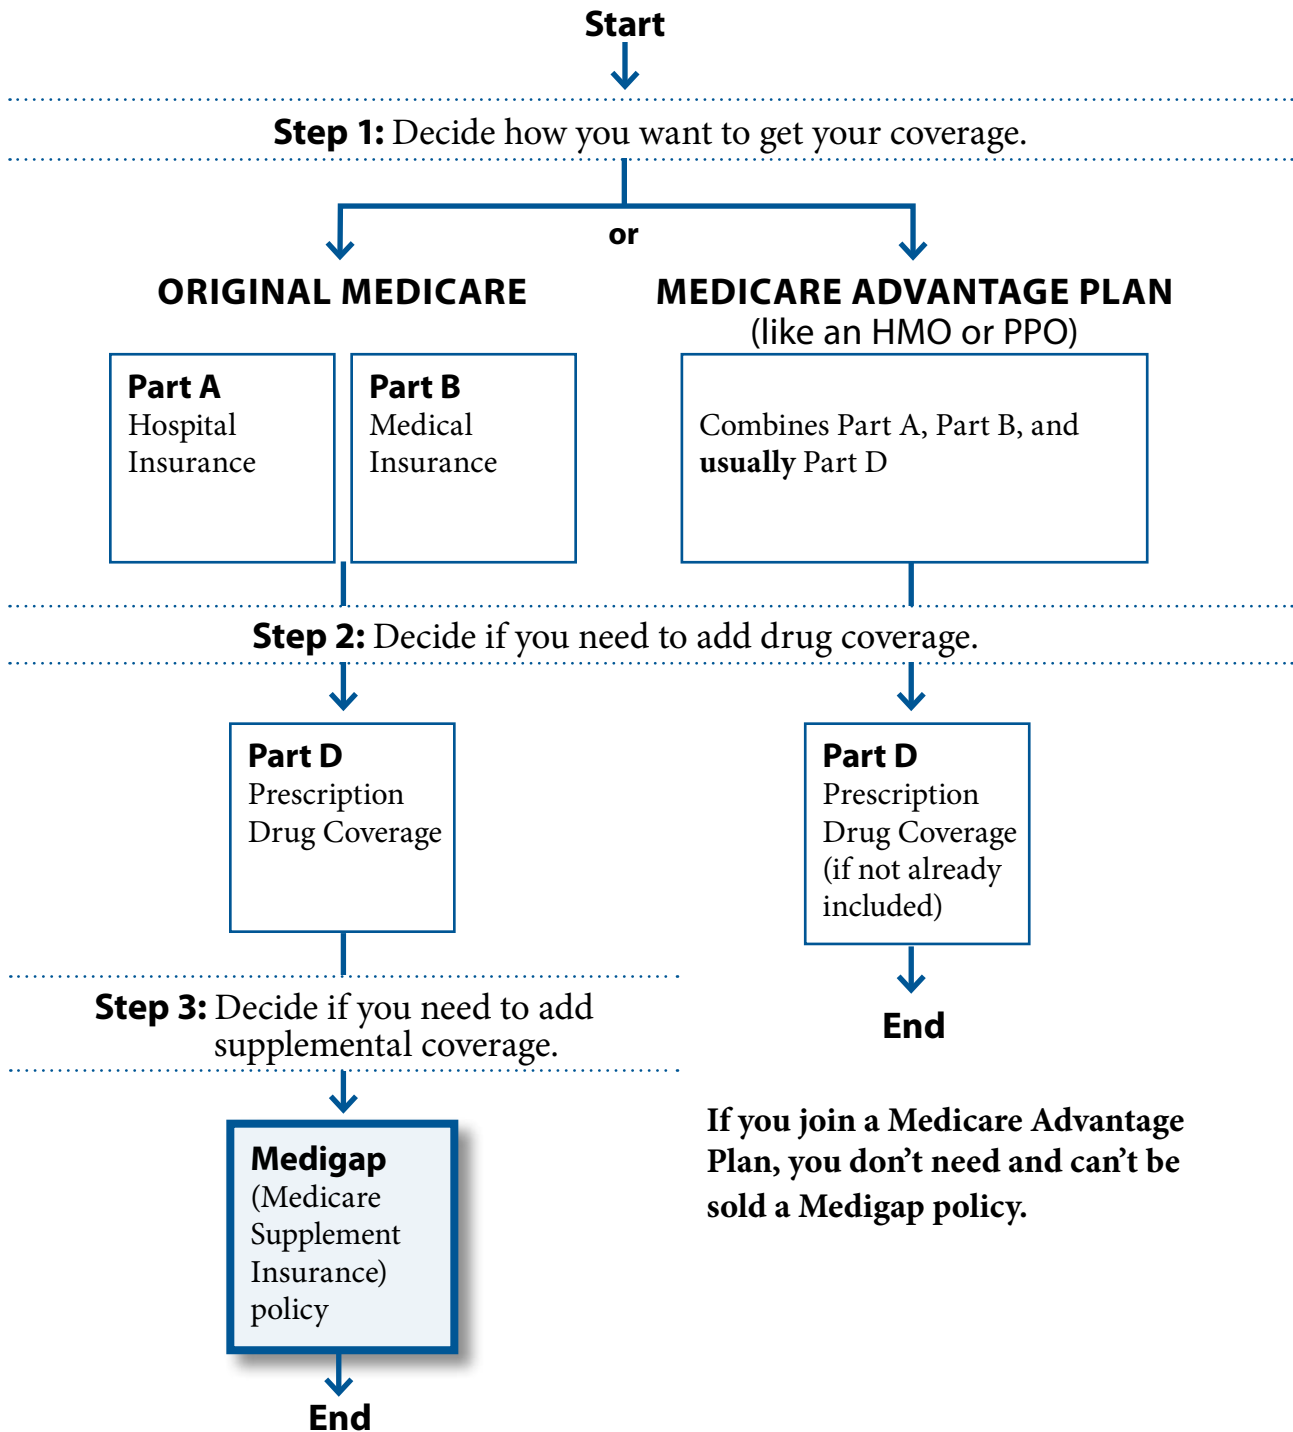 Start
Step 1: Decide how you want to get your coverage.
or
ORIGINAL MEDICARE
Part A
Hospital
Insurance
Part B
Medical
Insurance
MEDICARE ADVANTAGE PLAN
(like an HMO or PPO)
Combines Part A, Part B, and
usually Part D
Step 2: Decide if you need to add drug coverage.
Part D
Prescription
Drug Coverage
Part D
Prescription
Drug Coverage
(if not already
included)
End
Step 3: Decide if you need to add
supplemental coverage.
Medigap
(Medicare
Supplement
Insurance)
policy
End
If you join a Medicare Advantage
Plan, you don’t need and can’t be
sold a Medigap policy.